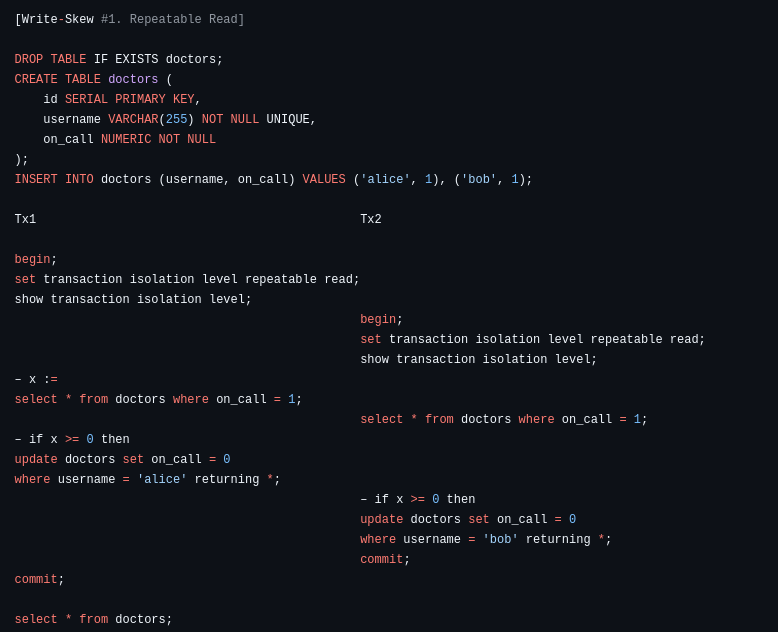 [Write-Skew #1. Repeatable Read]
DROP TABLE IF EXISTS doctors;
CREATE TABLE doctors (
    id SERIAL PRIMARY KEY,
    username VARCHAR(255) NOT NULL UNIQUE,
    on_call NUMERIC NOT NULL
);
INSERT INTO doctors (username, on_call) VALUES ('alice', 1), ('bob', 1);
Tx1                                             Tx2
begin;
set transaction isolation level repeatable read;
show transaction isolation level;
                                                begin;
                                                set transaction isolation level repeatable read;
                                                show transaction isolation level;
– x :=
select * from doctors where on_call = 1;
                                                select * from doctors where on_call = 1;
– if x >= 0 then
update doctors set on_call = 0
where username = 'alice' returning *;
                                                – if x >= 0 then
                                                update doctors set on_call = 0
                                                where username = 'bob' returning *;
                                                commit;
commit;
select * from doctors;